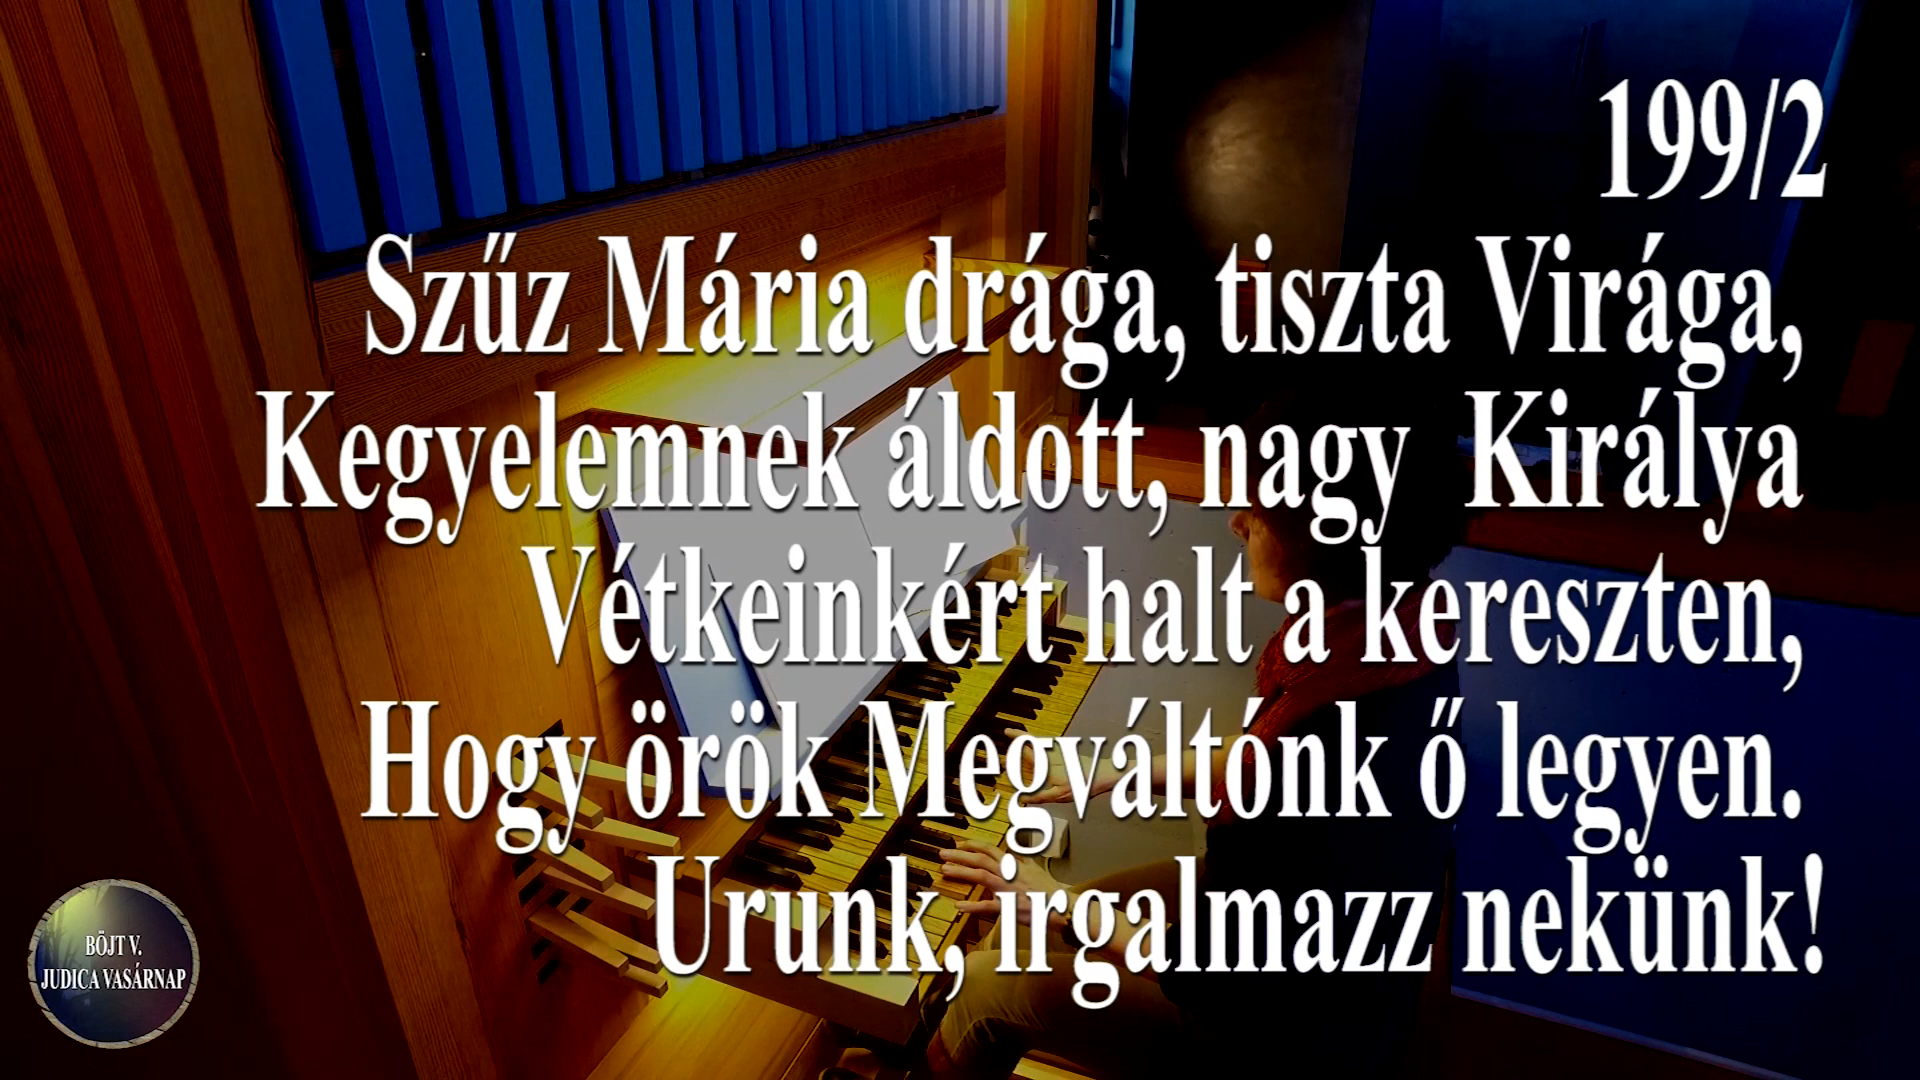 199/2
Szűz Mária drága, tiszta Virága,
Kegyelemnek áldott, nagy Királya
Vétkeinkért halt a kereszten,
Hogy örök Megváltónk ő legyen.
Urunk, irgalmazz nekünk!
BÖJT V.
JUDICA VASÁRNAP